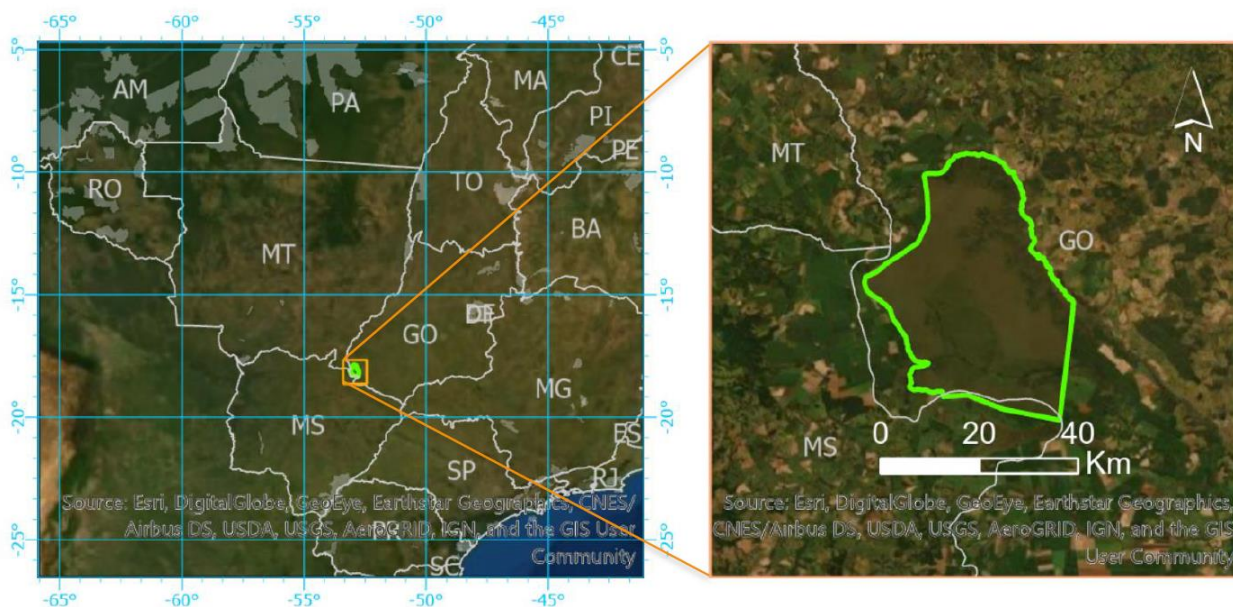 -65° -60° -55° -50° -45°
-5° -5°
CE
MA
AM
PA
PI
PE
-10° -10°
RO
TO
BA
MT
-15° -15°
GO
MG
MS
-20° -20°
ES
SP
RJ
Source: Esri, DigitalGlobe, GeoEye, Earthstar Geographics, CNES/
Airbus DS, USDA, USGS, AeroGRID, IGN, and the GIS User
Community
-25° -25°
SC
-65° -60° -55° -50° -45°
N
MT
GO
MS
0 20 40
Km
Source: Esri, DigitalGlobe, GeoEye, Earthstar Geographics,
CNES/Airbus DS, USDA, USGS, AeroGRID, IGN, and the GIS
User Community